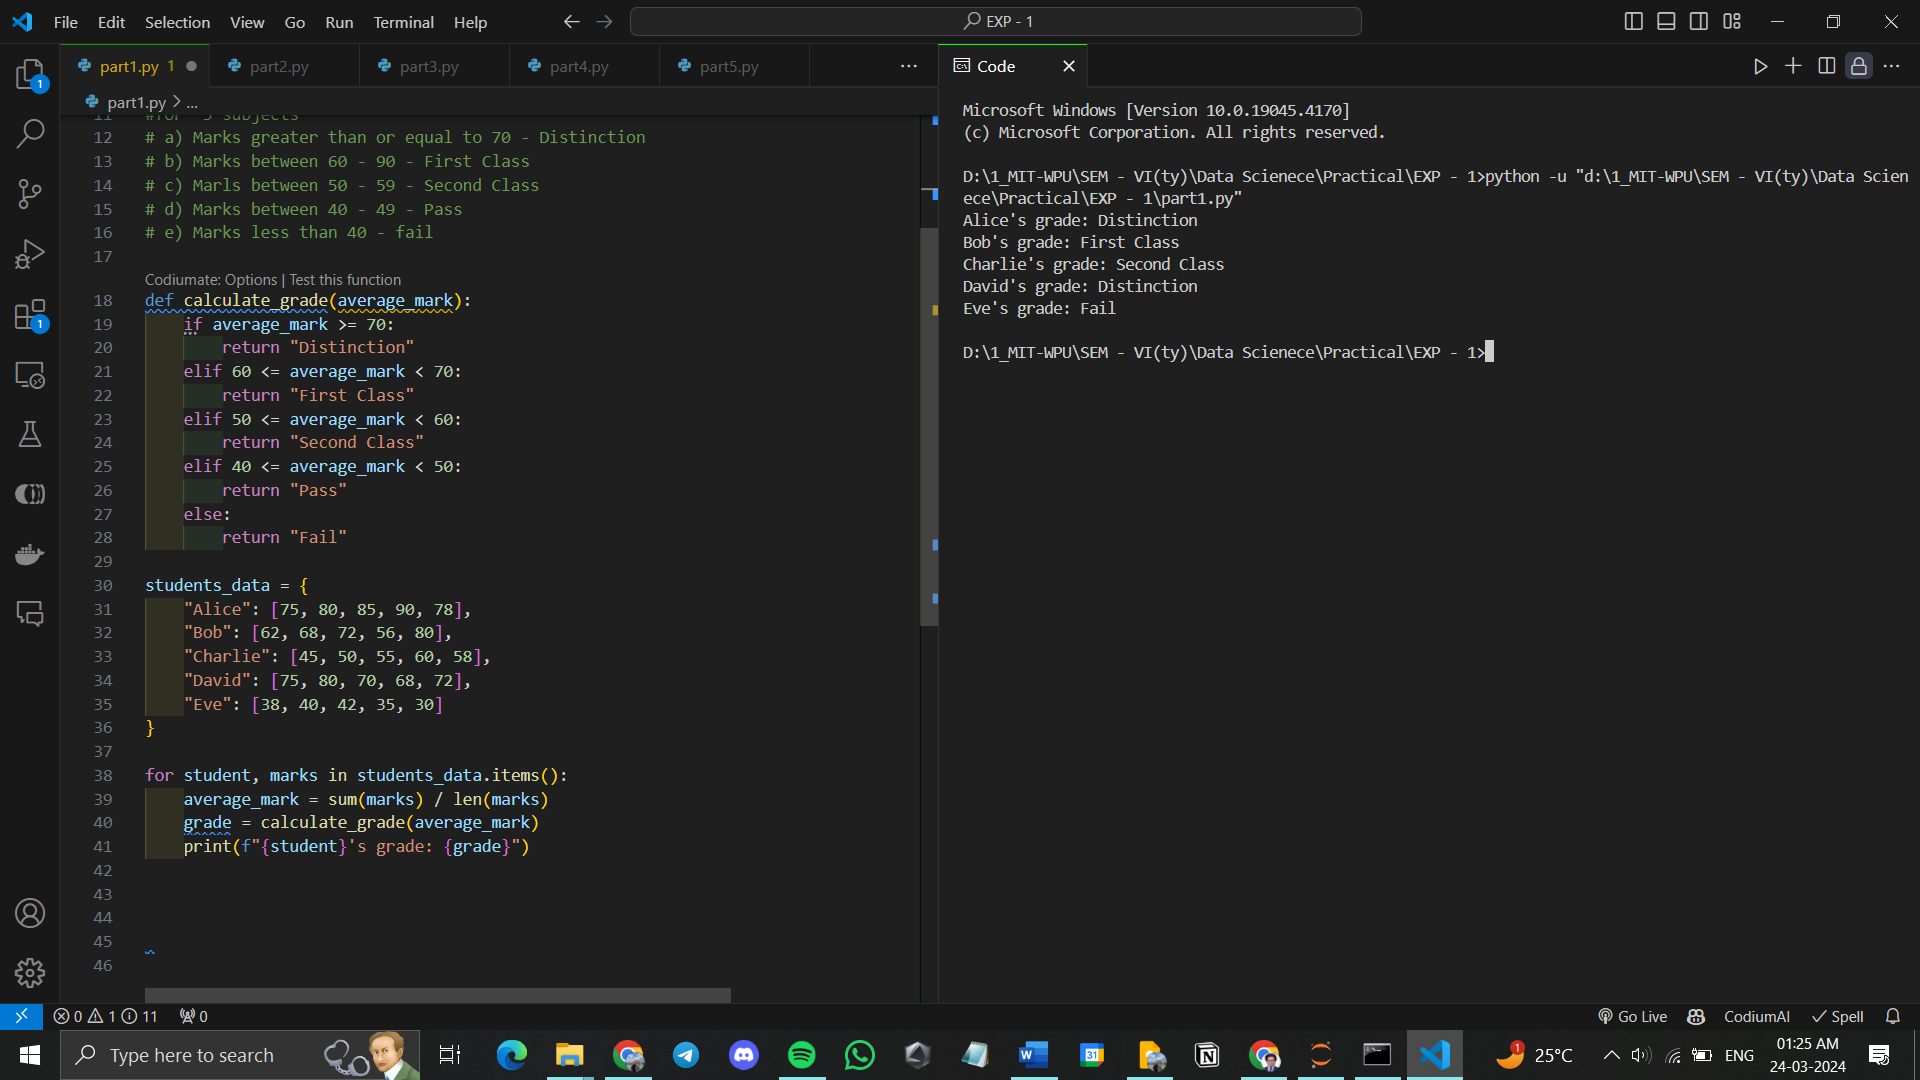 File Edit Selection View Go Run Terminal Help
EXP - 1
part1.py 1
part2.py
part3.py
part4.py
part5.py
Code
part1.py > ...
11 #for 5 subjects
12 # a) Marks greater than or equal to 70 - Distinction
13 # b) Marks between 60 - 90 - First Class
14 # c) Marls between 50 - 59 - Second Class
15 # d) Marks between 40 - 49 - Pass
16 # e) Marks less than 40 - fail
17
Codiumate: Options | Test this function
18 def calculate_grade(average_mark):
19 if average_mark >= 70:
20 return "Distinction"
21 elif 60 <= average_mark < 70:
22 return "First Class"
23 elif 50 <= average_mark < 60:
24 return "Second Class"
25 elif 40 <= average_mark < 50:
26 return "Pass"
27 else:
28 return "Fail"
29
30 students_data = {
31 "Alice": [75, 80, 85, 90, 78],
32 "Bob": [62, 68, 72, 56, 80],
33 "Charlie": [45, 50, 55, 60, 58],
34 "David": [75, 80, 70, 68, 72],
35 "Eve": [38, 40, 42, 35, 30]
36 }
37
38 for student, marks in students_data.items():
39 average_mark = sum(marks) / len(marks)
40 grade = calculate_grade(average_mark)
41 print(f"{student}'s grade: {grade}")
42
43
44
45
46
Microsoft Windows [Version 10.0.19045.4170]
(c) Microsoft Corporation. All rights reserved.
D:\1_MIT-WPU\SEM - VI(ty)\Data Scienece\Practical\EXP - 1>python -u "d:\1_MIT-WPU\SEM - VI(ty)\Data Scien
ece\Practical\EXP - 1\part1.py"
Alice's grade: Distinction
Bob's grade: First Class
Charlie's grade: Second Class
David's grade: Distinction
Eve's grade: Fail
D:\1_MIT-WPU\SEM - VI(ty)\Data Scienece\Practical\EXP - 1>
1
1
0 1 11 0
Go Live CodiumAI Spell
Type here to search
31
1
25°C
ENG
01:25 AM
24-03-2024